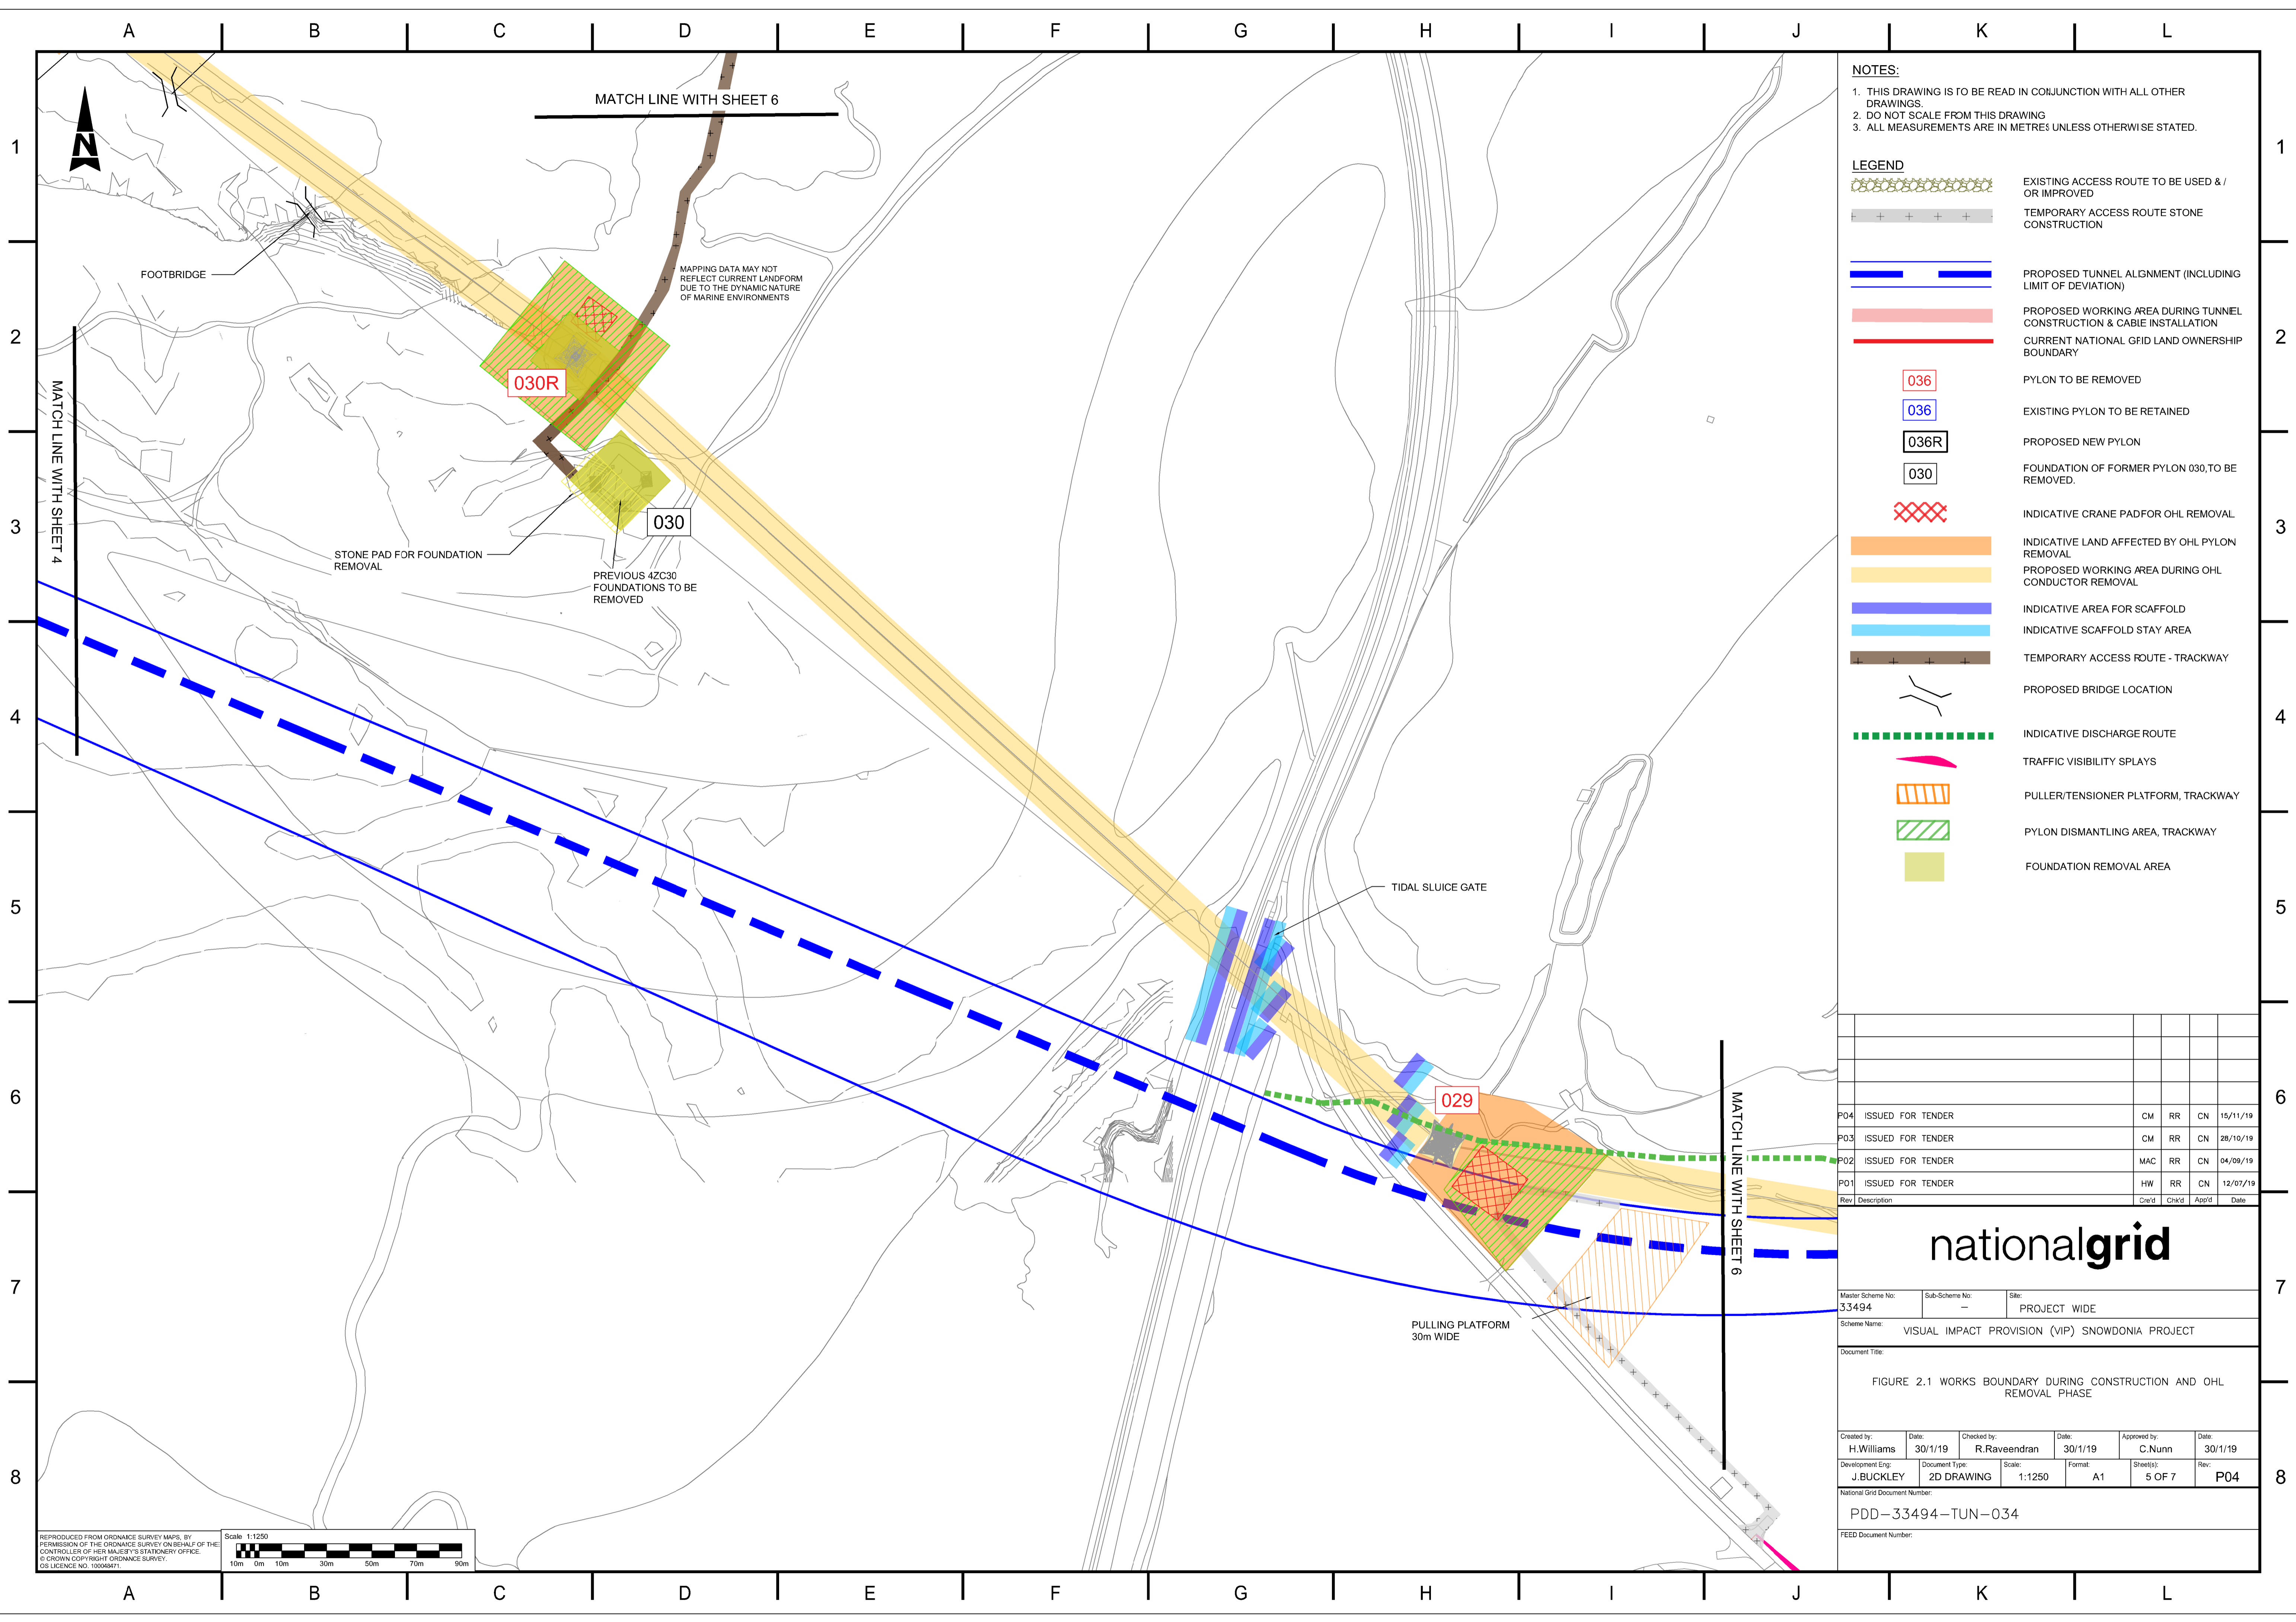 A B C D E F G H I J K L
1 2 3 4 5 6 7 8
1 2 3 4 5 6 7 8
N
MATCH LINE WITH SHEET 6
FOOTBRIDGE
MAPPING DATA MAY NOT
REFLECT CURRENT LANDFORM
DUE TO THE DYNAMIC NATURE
OF MARINE ENVIRONMENTS
030R
MATCH LINE WITH SHEET 4
030
STONE PAD FOR FOUNDATION
REMOVAL
PREVIOUS 4ZC30
FOUNDATIONS TO BE
REMOVED
TIDAL SLUICE GATE
029
MATCH LINE WITH SHEET 6
PULLING PLATFORM
30m WIDE
REPRODUCED FROM ORDNANCE SURVEY MAPS, BY
PERMISSION OF THE ORDNANCE SURVEY ON BEHALF OF THE
CONTROLLER OF HER MAJESTY'S STATIONERY OFFICE.
© CROWN COPYRIGHT ORDNANCE SURVEY.
OS LICENCE NO. 100048471.
Scale 1:1250
10m 0m 10m 30m 50m 70m 90m
NOTES:
1. THIS DRAWING IS TO BE READ IN CONJUNCTION WITH ALL OTHER
DRAWINGS.
2. DO NOT SCALE FROM THIS DRAWING
3. ALL MEASUREMENTS ARE IN METRES UNLESS OTHERWISE STATED.
LEGEND
EXISTING ACCESS ROUTE TO BE USED & /
OR IMPROVED
TEMPORARY ACCESS ROUTE STONE
CONSTRUCTION
PROPOSED TUNNEL ALIGNMENT (INCLUDING
LIMIT OF DEVIATION)
PROPOSED WORKING AREA DURING TUNNEL
CONSTRUCTION & CABLE INSTALLATION
CURRENT NATIONAL GRID LAND OWNERSHIP
BOUNDARY
036 PYLON TO BE REMOVED
036 EXISTING PYLON TO BE RETAINED
036R PROPOSED NEW PYLON
030 FOUNDATION OF FORMER PYLON 030,TO BE
REMOVED.
INDICATIVE CRANE PAD FOR OHL REMOVAL
INDICATIVE LAND AFFECTED BY OHL PYLON
REMOVAL
PROPOSED WORKING AREA DURING OHL
CONDUCTOR REMOVAL
INDICATIVE AREA FOR SCAFFOLD
INDICATIVE SCAFFOLD STAY AREA
TEMPORARY ACCESS ROUTE - TRACKWAY
PROPOSED BRIDGE LOCATION
INDICATIVE DISCHARGE ROUTE
TRAFFIC VISIBILITY SPLAYS
PULLER/TENSIONER PLATFORM, TRACKWAY
PYLON DISMANTLING AREA, TRACKWAY
FOUNDATION REMOVAL AREA
P04 ISSUED FOR TENDER CM RR CN 15/11/19
P03 ISSUED FOR TENDER CM RR CN 28/10/19
P02 ISSUED FOR TENDER MAC RR CN 04/09/19
P01 ISSUED FOR TENDER HW RR CN 12/07/19
Rev Description Cre'd Chk'd App'd Date
nationalgrid
Master Scheme No: Sub-Scheme No: Site:
33494 – PROJECT WIDE
Scheme Name:
VISUAL IMPACT PROVISION (VIP) SNOWDONIA PROJECT
Document Title:
FIGURE 2.1 WORKS BOUNDARY DURING CONSTRUCTION AND OHL
REMOVAL PHASE
Created by: Date: Checked by: Date: Approved by: Date:
H.Williams 30/1/19 R.Raveendran 30/1/19 C.Nunn 30/1/19
Development Eng: Document Type: Scale: Format: Sheet(s): Rev:
J.BUCKLEY 2D DRAWING 1:1250 A1 5 OF 7 P04
National Grid Document Number:
PDD-33494-TUN-034
FEED Document Number:
A B C D E F G H I J K L